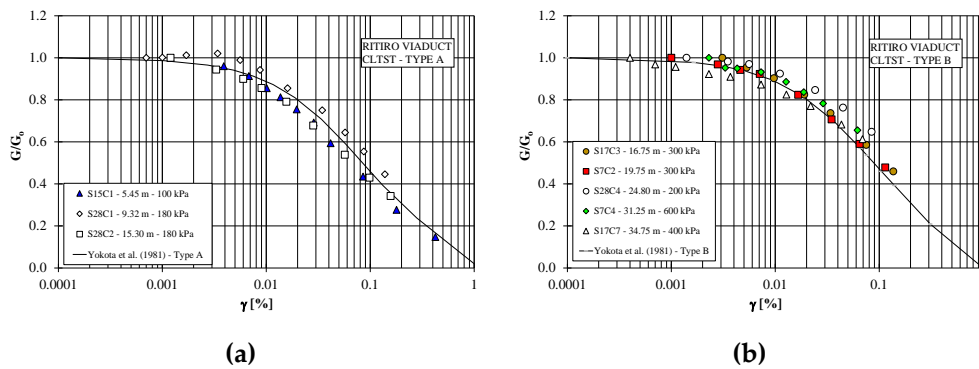 RITIRO VIADUCT
CLTST - TYPE A
G/Go
1.2
1.0
0.8
0.6
0.4
0.2
0.0
S15C1 - 5.45 m - 100 kPa
S28C1 - 9.32 m - 180 kPa
S28C2 - 15.30 m - 180 kPa
Yokota et al. (1981) - Type A
0.0001 0.001 0.01 0.1 1
γ [%]
(a)
RITIRO VIADUCT
CLTST - TYPE B
G/Go
1.2
1.0
0.8
0.6
0.4
0.2
0.0
S17C3 - 16.75 m - 300 kPa
S7C2 - 19.75 m - 300 kPa
S28C4 - 24.80 m - 200 kPa
S7C4 - 31.25 m - 600 kPa
S17C7 - 34.75 m - 400 kPa
Yokota et al. (1981) - Type B
0.0001 0.001 0.01 0.1
γ [%]
(b)